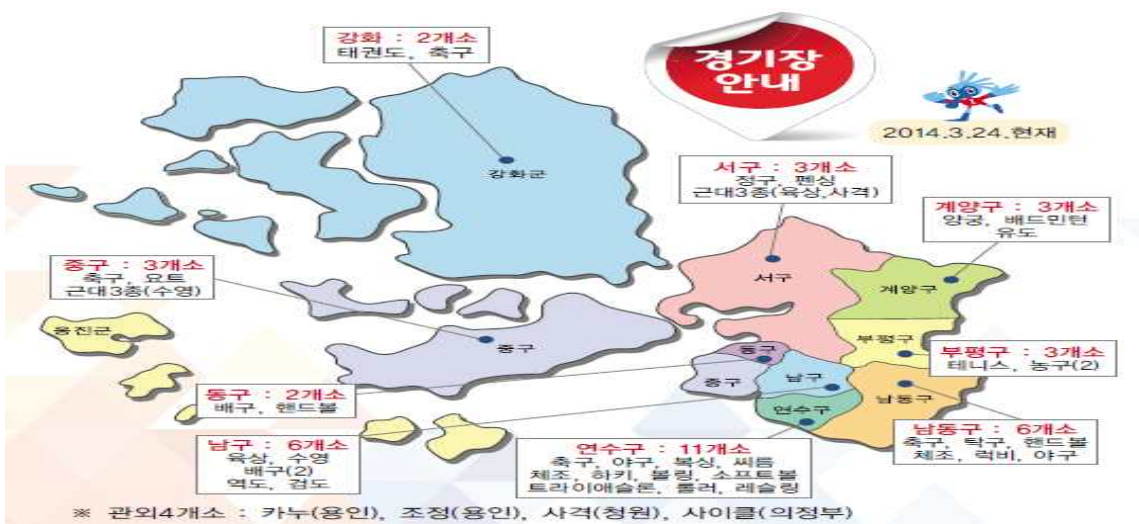 강화 : 2개소
태권도, 축구
경기장
안내
2014.3.24.현재
강화군
서구 : 3개소
정구, 펜싱
근대3종(육상,사격)
계양구 : 3개소
양궁, 배드민턴
유도
서구
계양구
중구 : 3개소
축구, 요트
근대3종(수영)
옹진군
중구
부평구
동구
부평구 : 3개소
테니스, 농구(2)
중구
남구
남동구
연수구
동구 : 2개소
배구, 핸드볼
남구 : 6개소
육상, 수영
배구(2)
역도, 검도
연수구 : 11개소
축구, 야구, 복싱, 씨름
체조, 하키, 볼링, 소프트볼
트라이애슬론, 롤러, 레슬링
남동구 : 6개소
축구, 탁구, 핸드볼
체조, 럭비, 야구
※ 관외4개소 : 카누(용인), 조정(용인), 사격(청원), 사이클(의정부)